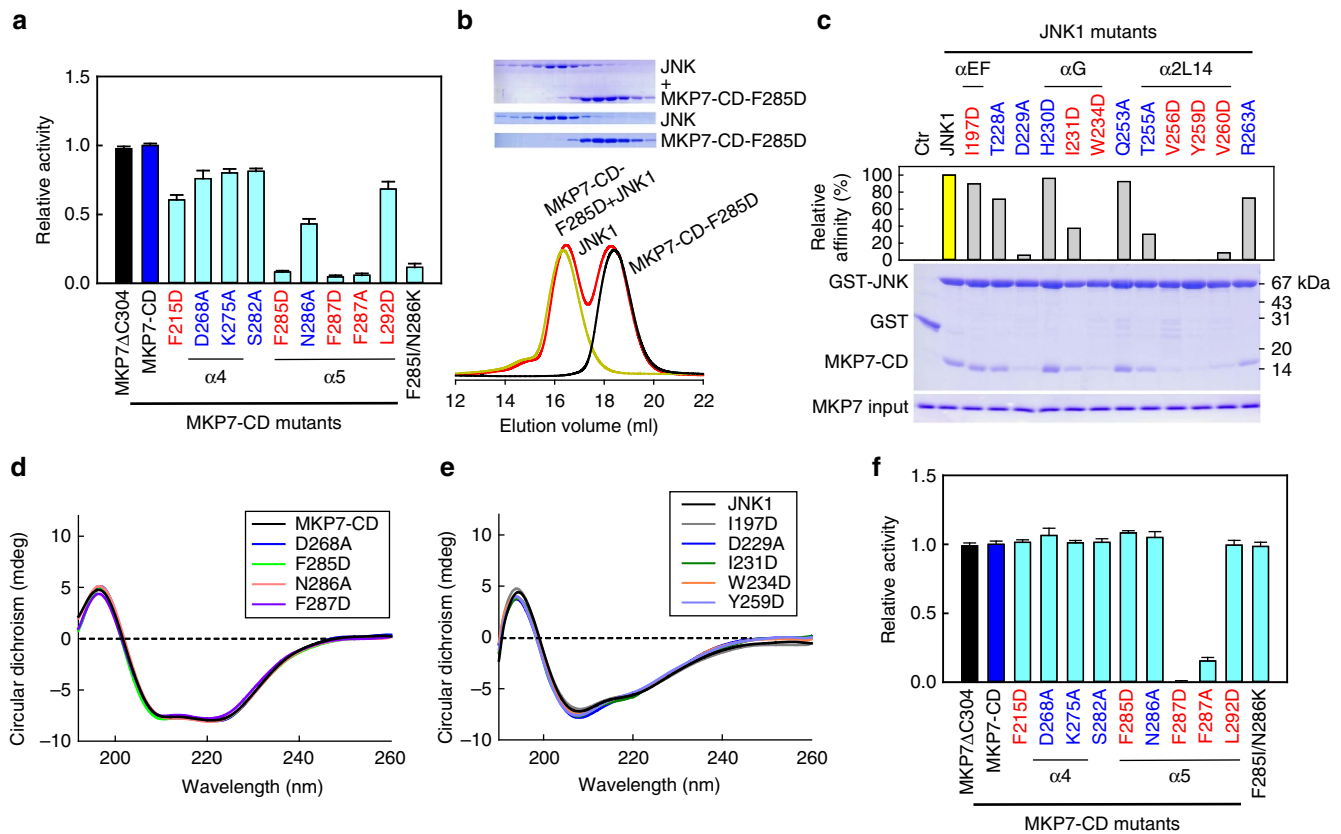 a
1.5
1.0
0.5
0.0
Relative activity
MKP7ΔC304
MKP7-CD
F215D
D268A
K275A
S282A
F285D
N286A
F287D
F287A
L292D
F285I/N286K
α4
α5
MKP7-CD mutants
b
JNK
+
MKP7-CD-F285D
JNK
MKP7-CD-F285D
MKP7-CD-
F285D+JNK1
JNK1
MKP7-CD-F285D
12 14 16 18 20 22
Elution volume (ml)
c
JNK1 mutants
αEF
αG
α2L14
Ctr
JNK1
I197D
T228A
D229A
H230D
I231D
W234D
Q253A
T255A
V256D
Y259D
V260D
R263A
Relative
affinity (%)
100
80
60
40
20
0
GST-JNK
GST
MKP7-CD
MKP7 input
67 kDa
43
31
20
14
d
Circular dichroism (mdeg)
10
5
0
−5
−10
MKP7-CD
D268A
F285D
N286A
F287D
200 220 240 260
Wavelength (nm)
e
Circular dichroism (mdeg)
10
5
0
−5
−10
JNK1
I197D
D229A
I231D
W234D
Y259D
200 220 240 260
Wavelength (nm)
f
1.5
1.0
0.5
0.0
Relative activity
MKP7ΔC304
MKP7-CD
F215D
D268A
K275A
S282A
F285D
N286A
F287D
F287A
L292D
F285I/N286K
α4
α5
MKP7-CD mutants